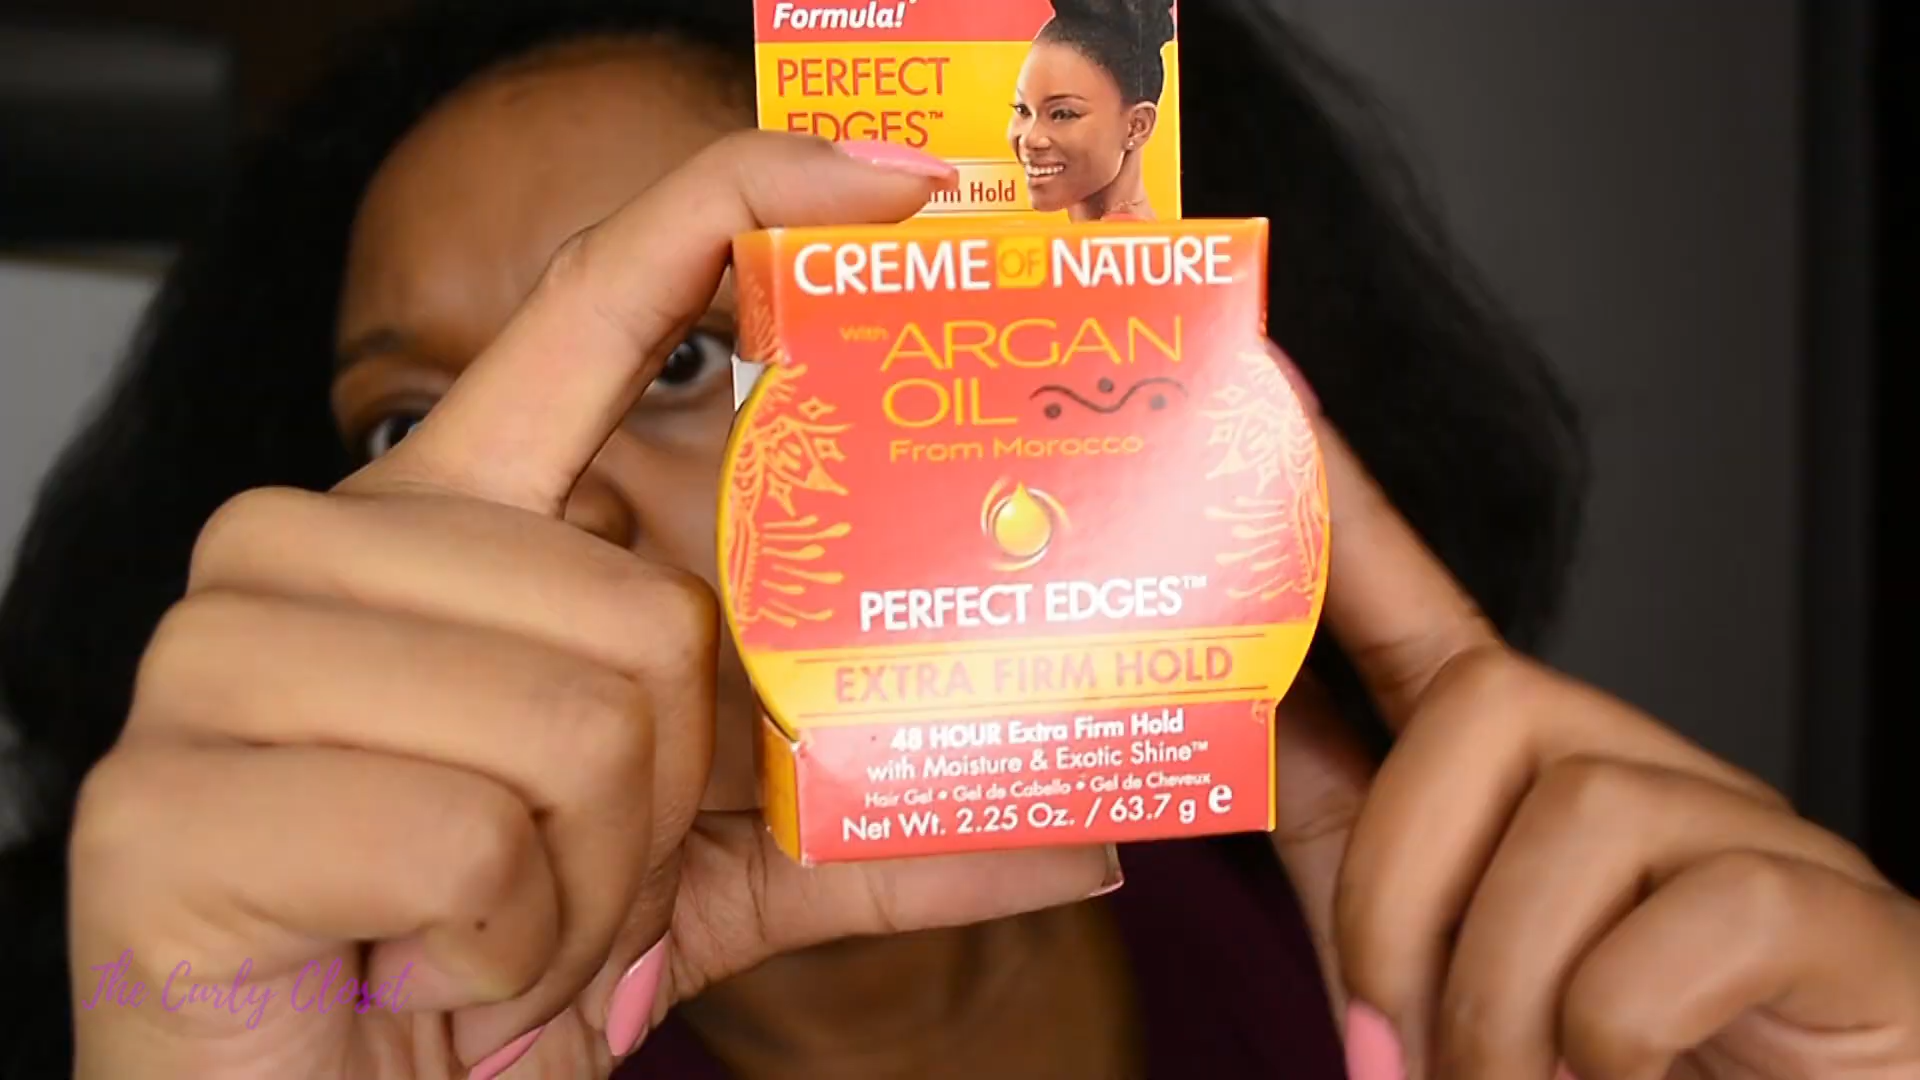 Formula!
PERFECT
EDGES™
Hold
CREME OF NATURE
With ARGAN
OIL
From Morocco
PERFECT EDGES™
EXTRA FIRM HOLD
48 HOUR Extra Firm Hold
with Moisture & Exotic Shine™
Hair Gel • Gel de Cabello • Gel de Cheveux
Net Wt. 2.25 Oz. / 63.7 g e
The Curly Closet